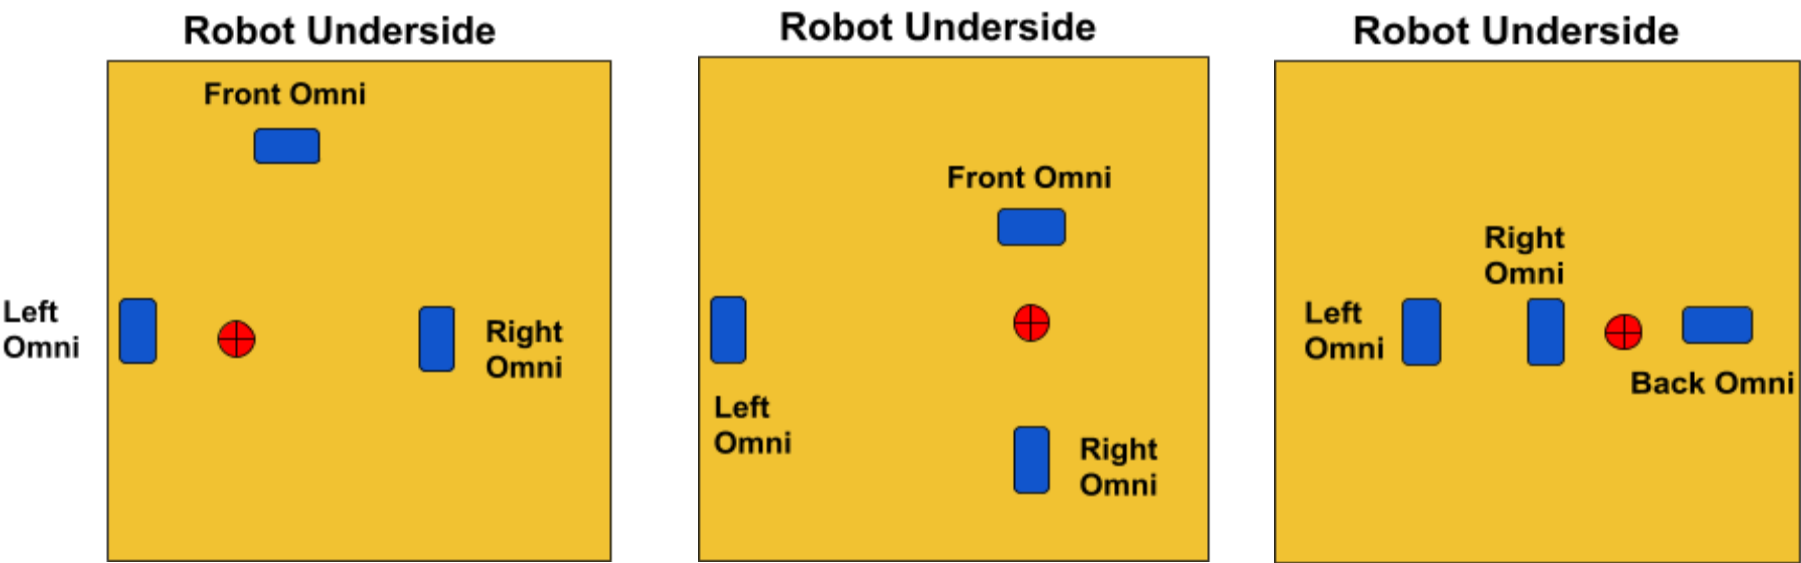 Robot Underside
Front Omni
Left
Omni
Right
Omni
Robot Underside
Front Omni
Left
Omni
Right
Omni
Robot Underside
Right
Omni
Left
Omni
Back Omni